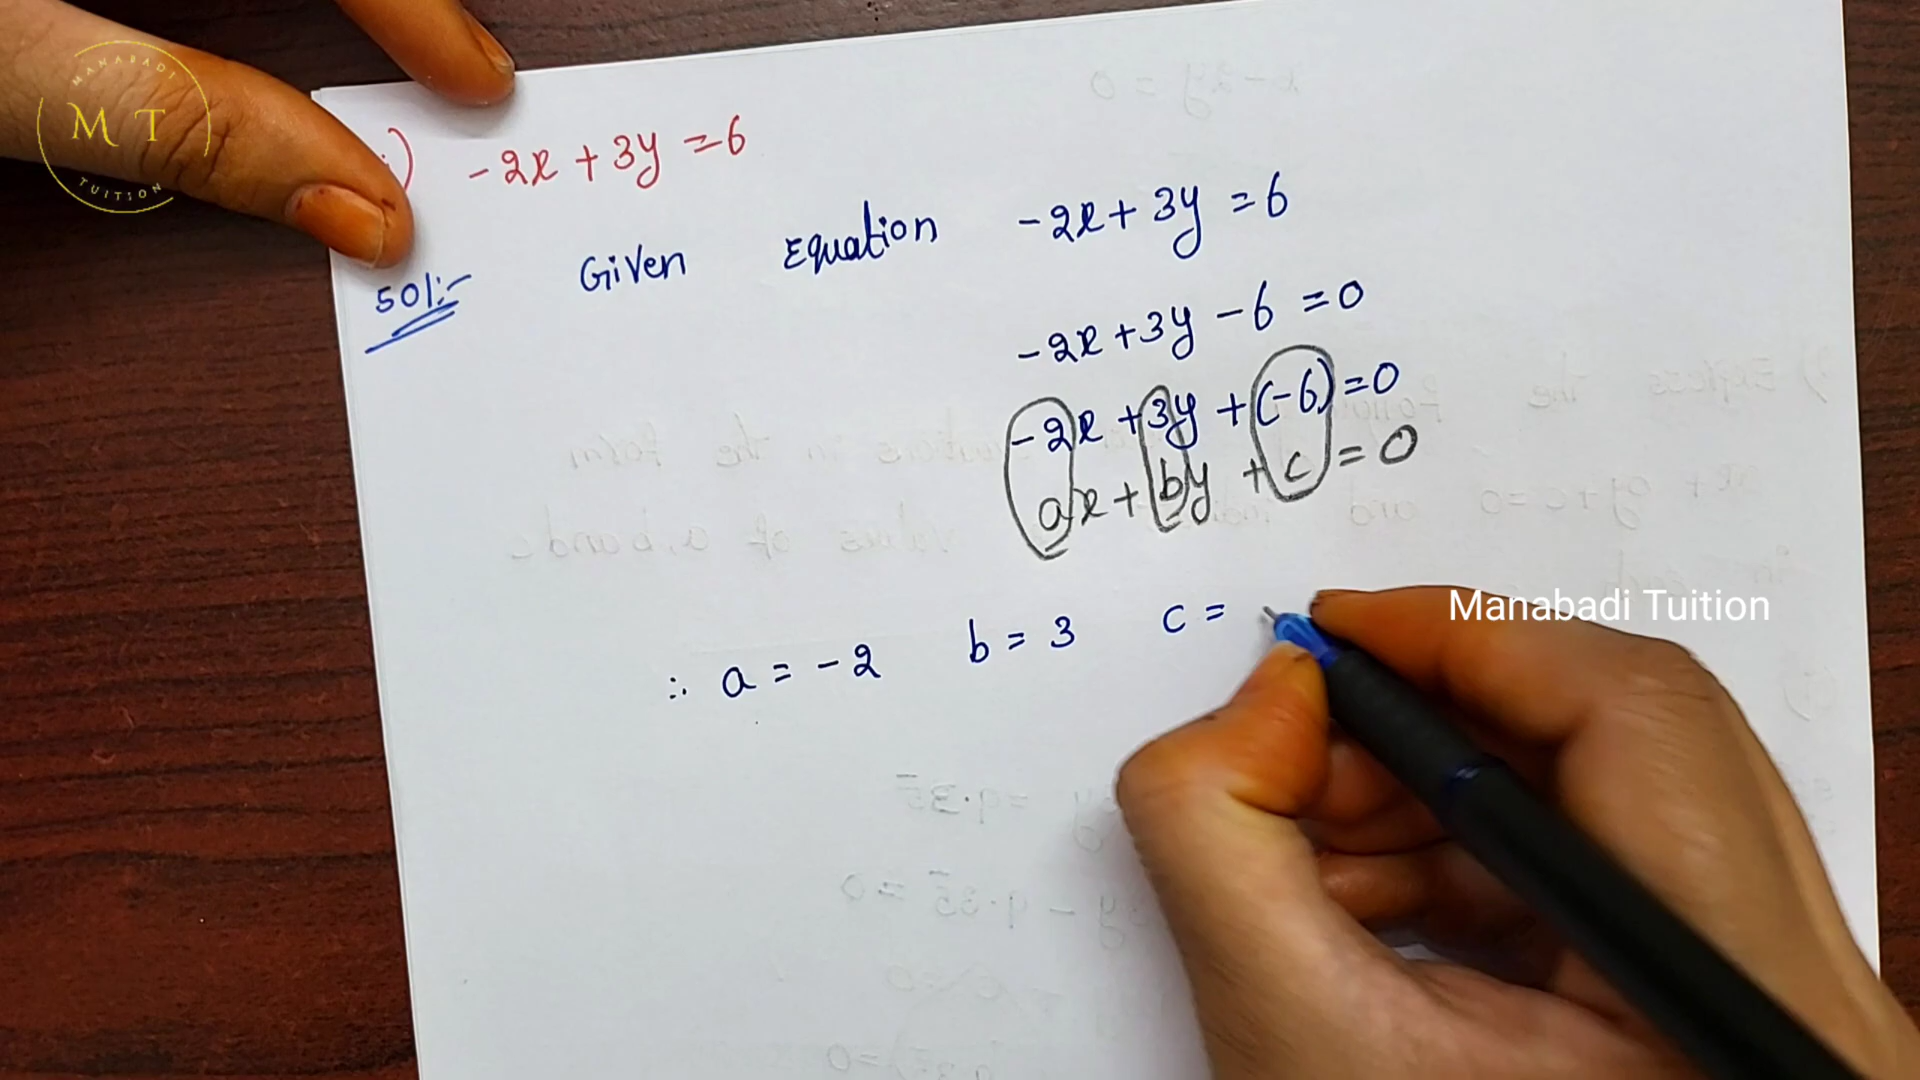 MANABADI
M T
TUITION
) -2x + 3y = 6
Sol:- Given Equation -2x + 3y = 6
-2x + 3y - 6 = 0
-2x + 3y + (-6) = 0
ax + by + c = 0
∴ a = -2 b = 3 c =
Manabadi Tuition